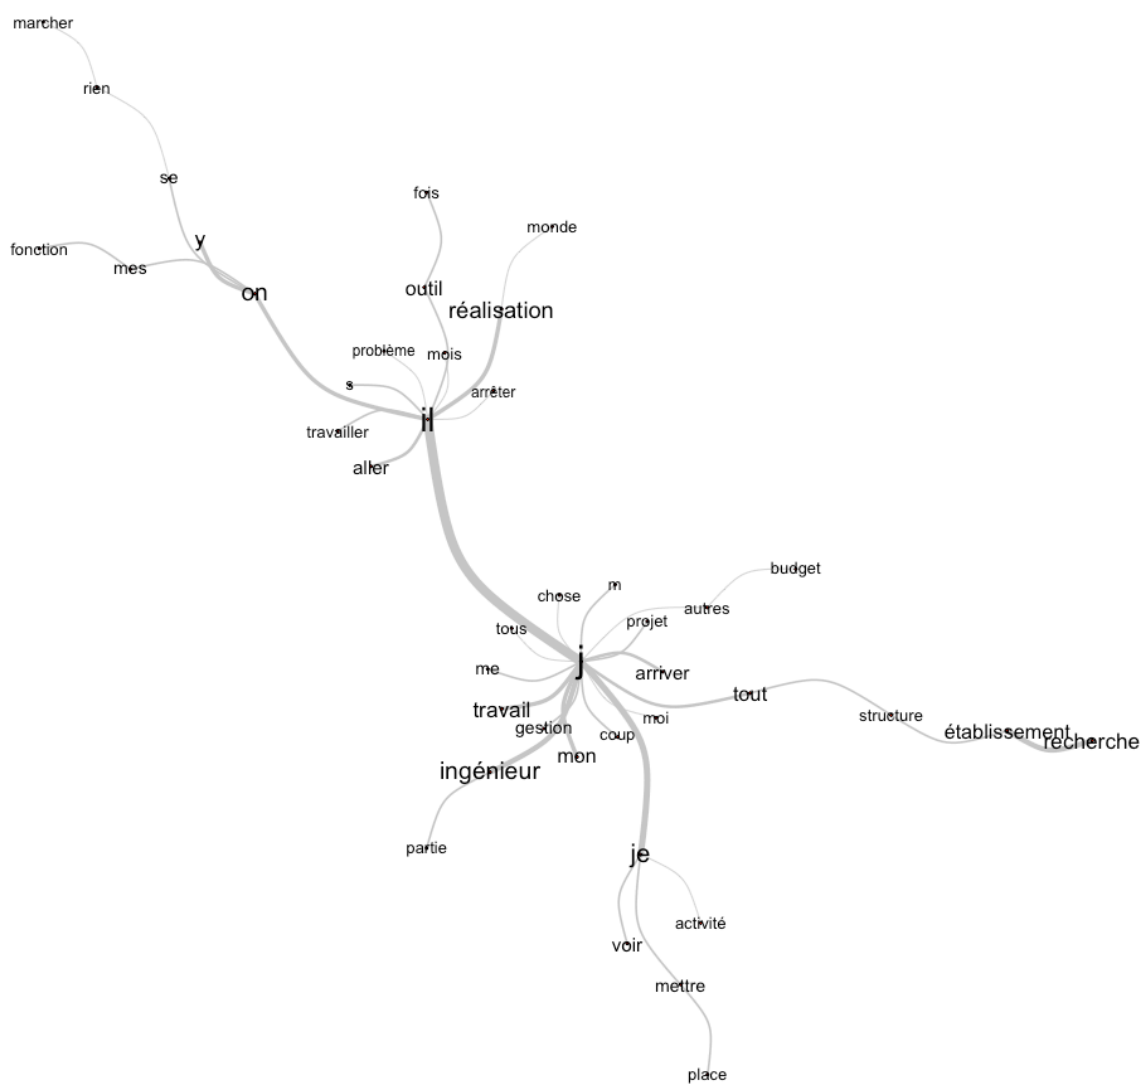 marcher
rien
se
fois
monde
y
fonction
mes
on
outil
réalisation
problème
mois
s
arrêter
il
travailler
aller
budget
m
chose
autres
projet
tous
j
me
arriver
tout
travail
moi
structure
gestion
coup
établissement
recherche
mon
ingénieur
partie
je
activité
voir
mettre
place